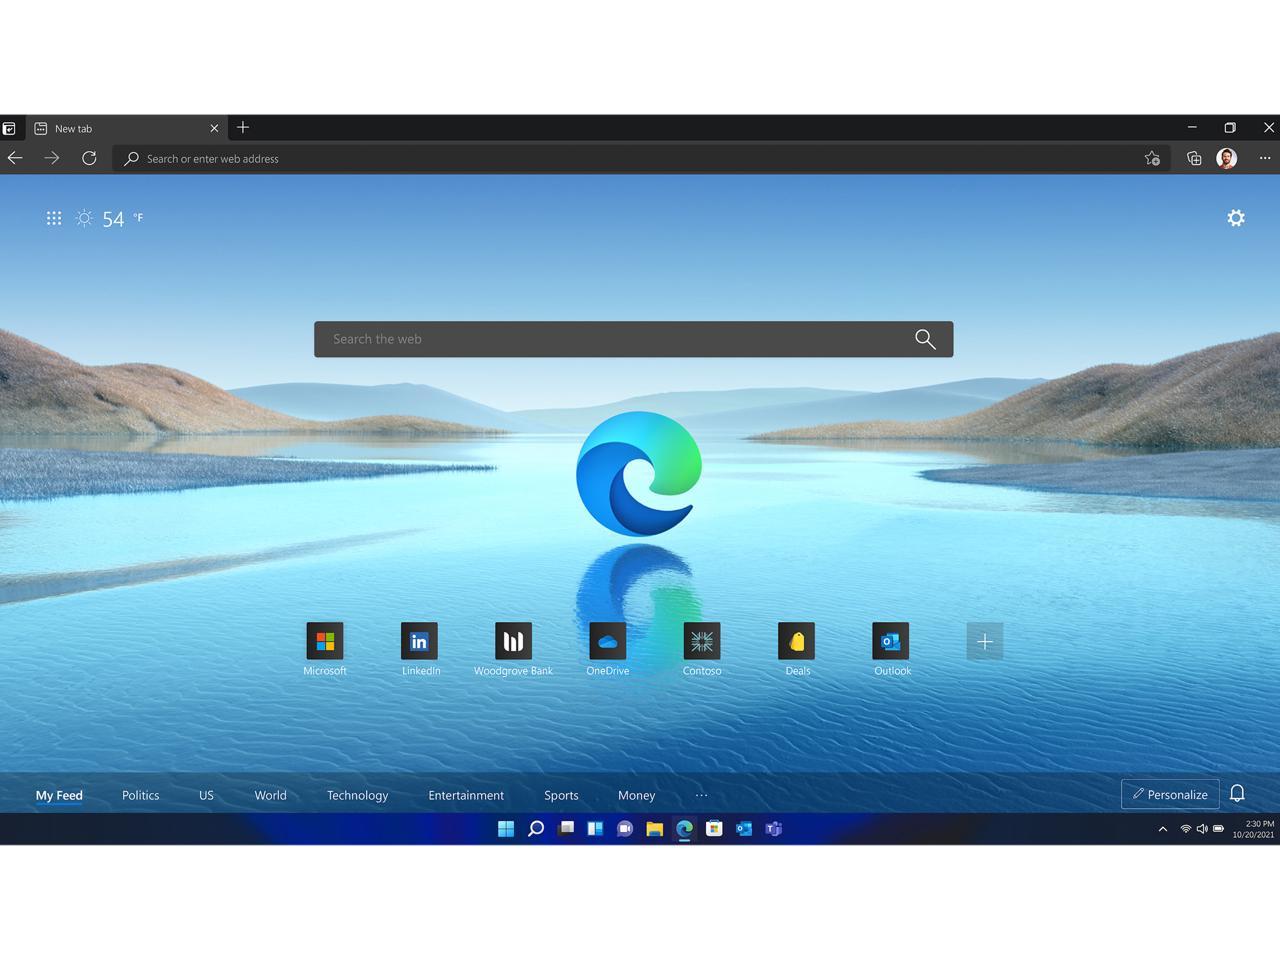 New tab
Search or enter web address
54 °F
Search the web
in
Microsoft LinkedIn Woodgrove Bank OneDrive Contoso Deals Outlook
My Feed Politics US World Technology Entertainment Sports Money ... Personalize
2:30 PM
10/20/2021